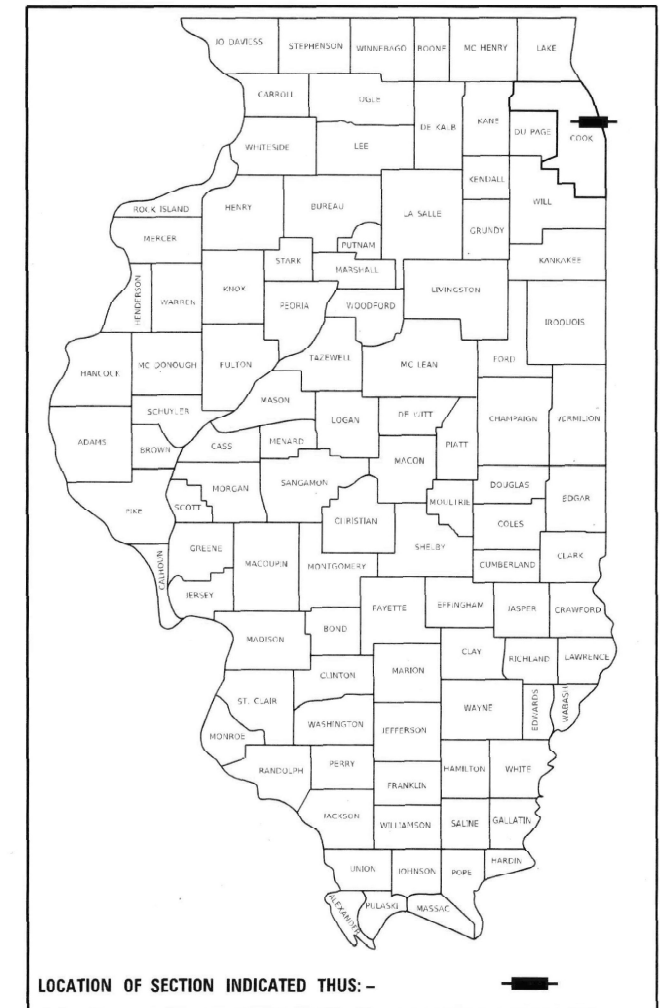 JO DAVIESS
STEPHENSON
WINNEBAGO
BOONE
MC HENRY
LAKE
CARROLL
OGLE
DE KALB
KANE
DU PAGE
COOK
WHITESIDE
LEE
KENDALL
WILL
ROCK ISLAND
HENRY
BUREAU
LA SALLE
GRUNDY
MERCER
PUTNAM
STARK
MARSHALL
KANKAKEE
HENDERSON
WARREN
KNOX
PEORIA
WOODFORD
LIVINGSTON
IROQUOIS
HANCOCK
MC DONOUGH
FULTON
TAZEWELL
MC LEAN
FORD
MASON
SCHUYLER
LOGAN
DE WITT
CHAMPAIGN
VERMILION
ADAMS
BROWN
CASS
MENARD
PIATT
MACON
SANGAMON
MORGAN
DOUGLAS
EDGAR
PIKE
SCOTT
CHRISTIAN
MOULTRIE
COLES
GREENE
MACOUPIN
MONTGOMERY
SHELBY
CUMBERLAND
CLARK
CALHOUN
JERSEY
FAYETTE
EFFINGHAM
JASPER
CRAWFORD
MADISON
BOND
CLAY
RICHLAND
LAWRENCE
CLINTON
MARION
ST. CLAIR
WASHINGTON
JEFFERSON
WAYNE
EDWARDS
WABASH
MONROE
RANDOLPH
PERRY
HAMILTON
WHITE
FRANKLIN
JACKSON
WILLIAMSON
SALINE
GALLATIN
UNION
JOHNSON
POPE
HARDIN
ALEXANDER
PULASKI
MASSAC
LOCATION OF SECTION INDICATED THUS: –